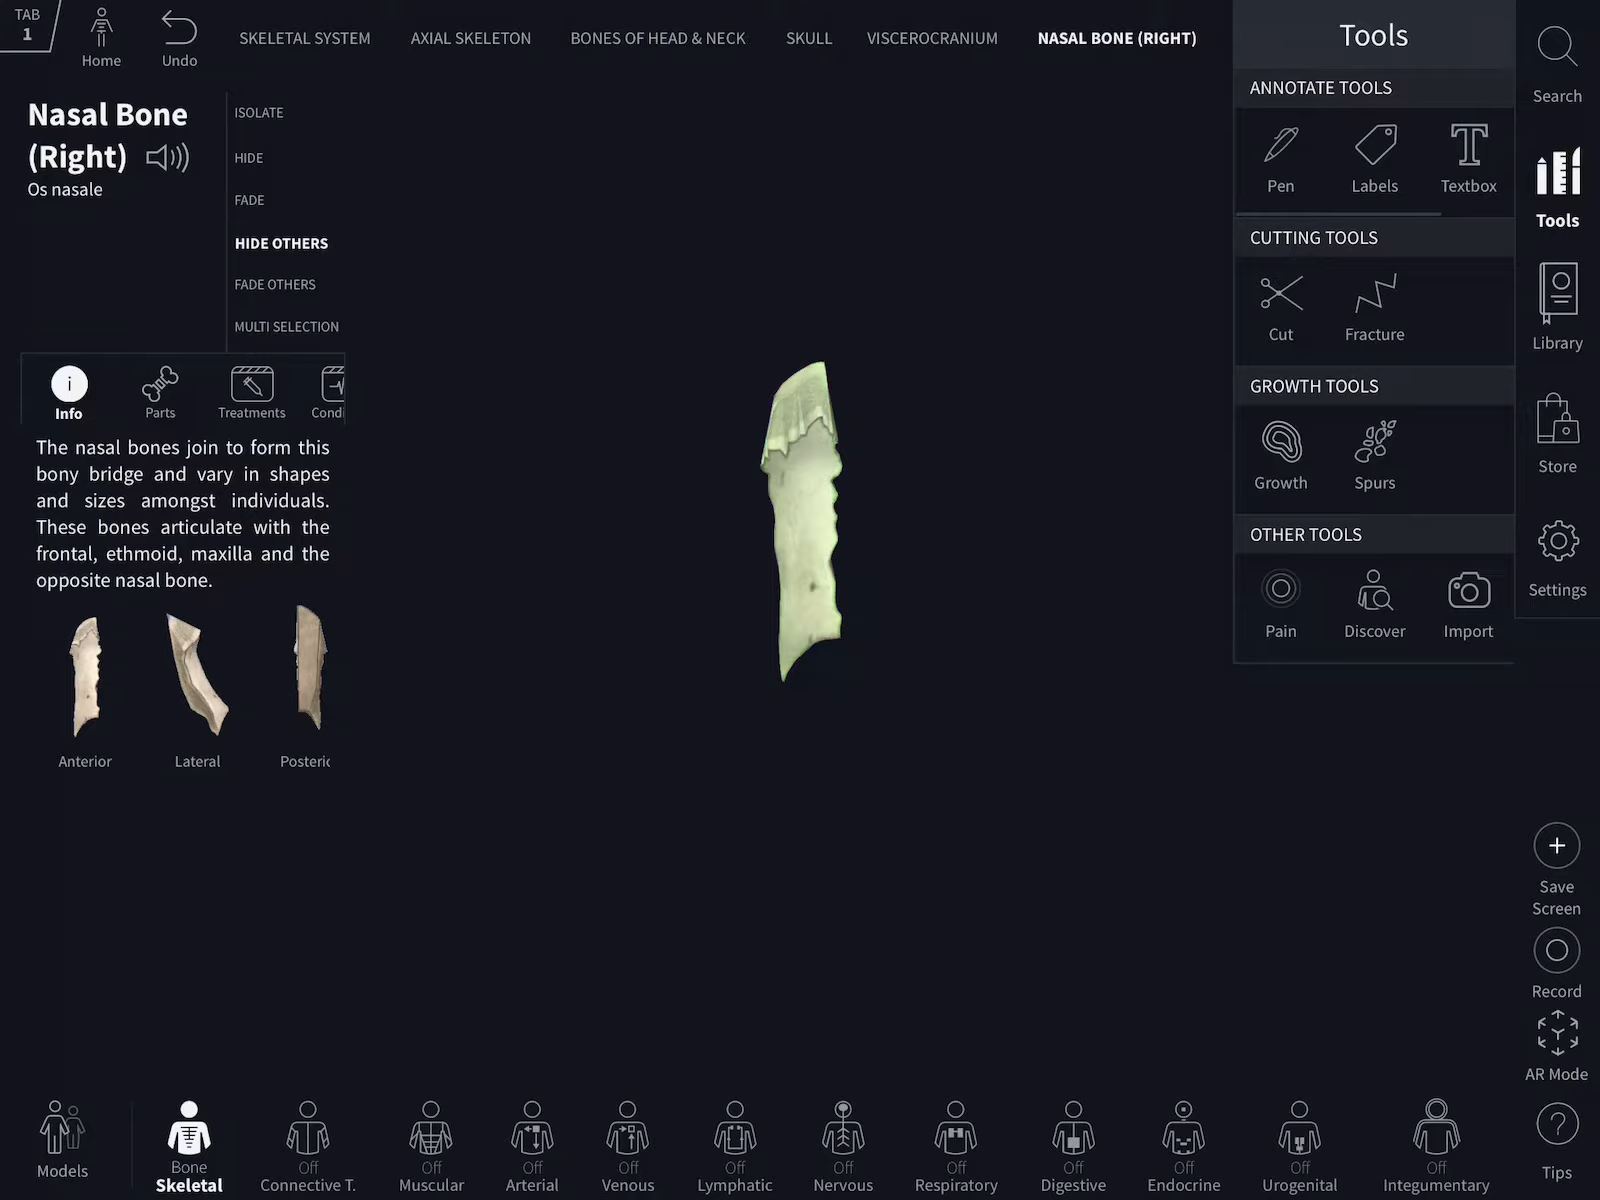 TAB
1
Home
Undo
SKELETAL SYSTEM
AXIAL SKELETON
BONES OF HEAD & NECK
SKULL
VISCEROCRANIUM
NASAL BONE (RIGHT)
Nasal Bone
(Right)
Os nasale
ISOLATE
HIDE
FADE
HIDE OTHERS
FADE OTHERS
MULTI SELECTION
i
Info
Parts
Treatments
Condi
The nasal bones join to form this
bony bridge and vary in shapes
and sizes amongst individuals.
These bones articulate with the
frontal, ethmoid, maxilla and the
opposite nasal bone.
Anterior
Lateral
Posteric
Tools
ANNOTATE TOOLS
Pen
Labels
Textbox
CUTTING TOOLS
Cut
Fracture
GROWTH TOOLS
Growth
Spurs
OTHER TOOLS
Pain
Discover
Import
Search
Tools
Library
Store
Settings
Save
Screen
Record
AR Mode
Tips
Models
Bone
Skeletal
Off
Connective T.
Off
Muscular
Off
Arterial
Off
Venous
Off
Lymphatic
Off
Nervous
Off
Respiratory
Off
Digestive
Off
Endocrine
Off
Urogenital
Off
Integumentary